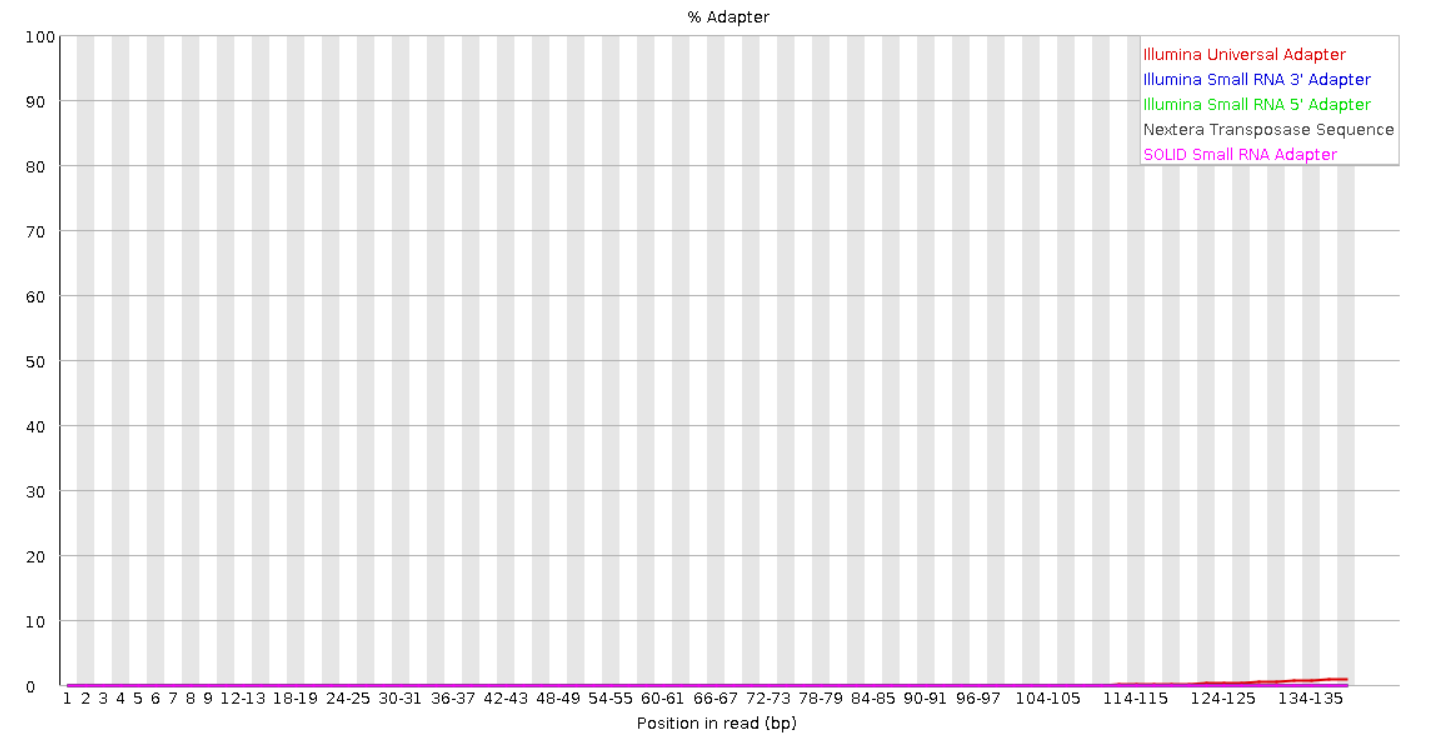 % Adapter
100
90
80
70
60
50
40
30
20
10
0
Illumina Universal Adapter
Illumina Small RNA 3' Adapter
Illumina Small RNA 5' Adapter
Nextera Transposase Sequence
SOLID Small RNA Adapter
1 2 3 4 5 6 7 8 9 12-13 18-19 24-25 30-31 36-37 42-43 48-49 54-55 60-61 66-67 72-73 78-79 84-85 90-91 96-97 104-105 114-115 124-125 134-135
Position in read (bp)